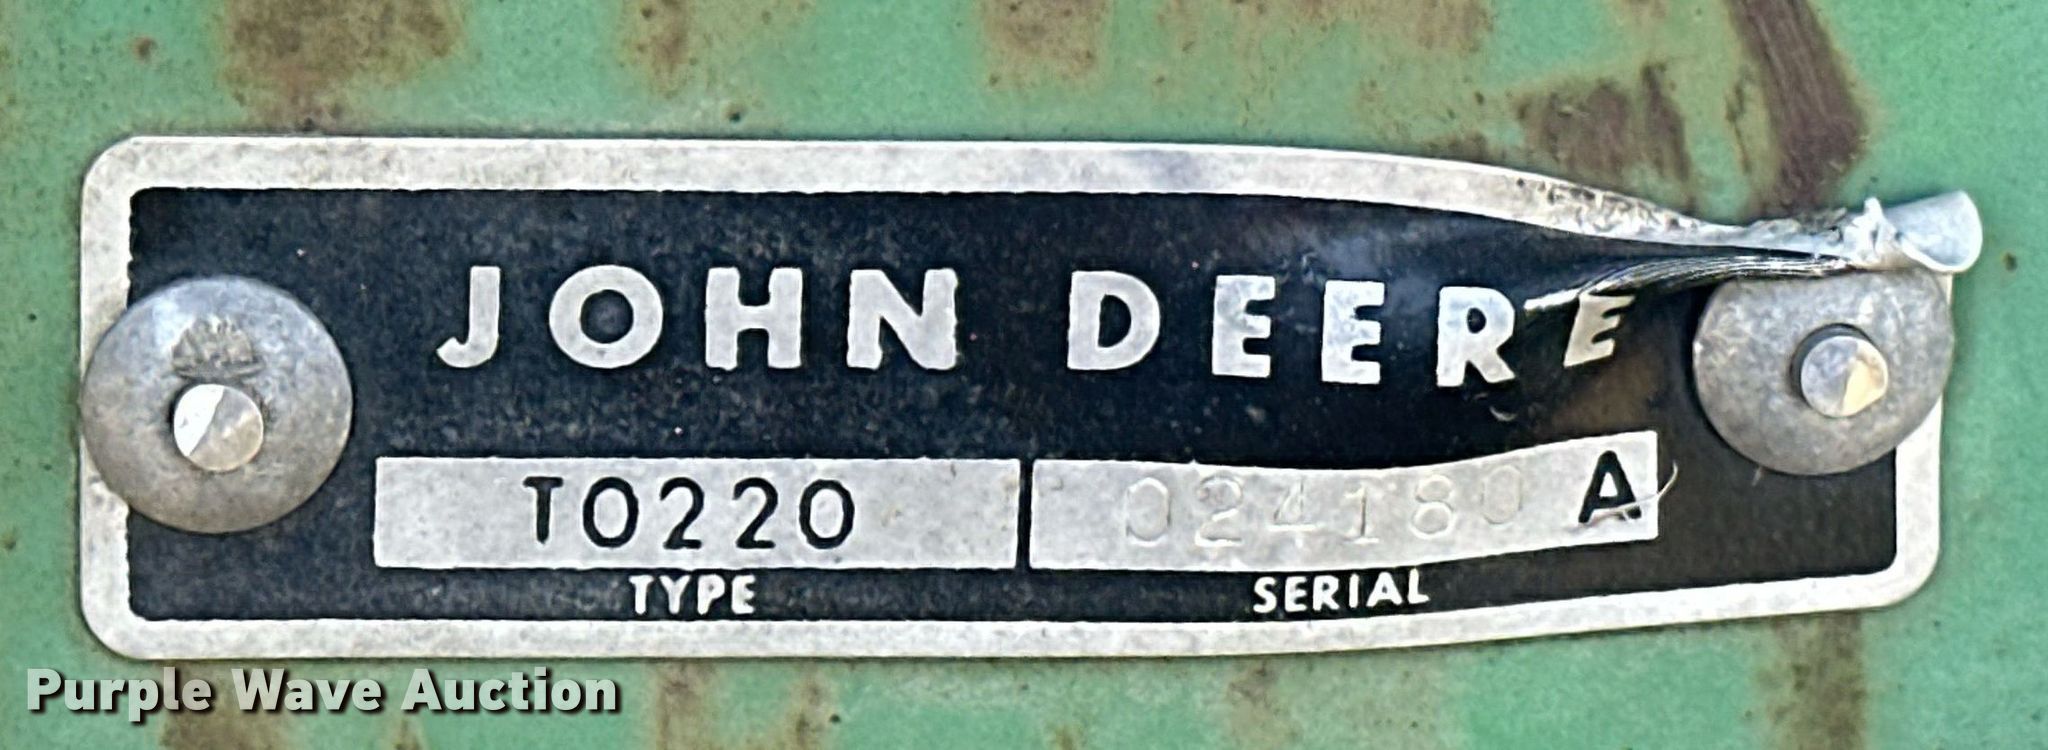 JOHN DEERE
T0220 024180 A
TYPE SERIAL
Purple Wave Auction